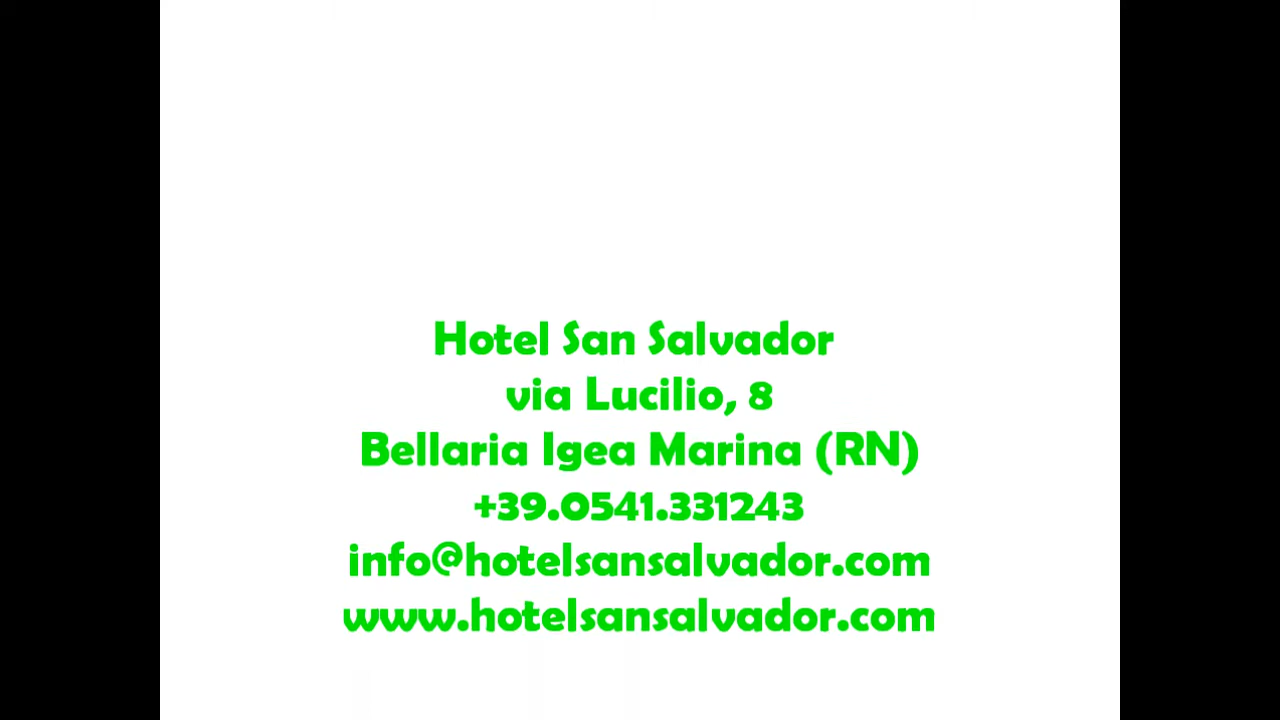 Hotel San Salvador
via Lucilio, 8
Bellaria Igea Marina (RN)
+39.0541.331243
info@hotelsansalvador.com
www.hotelsansalvador.com